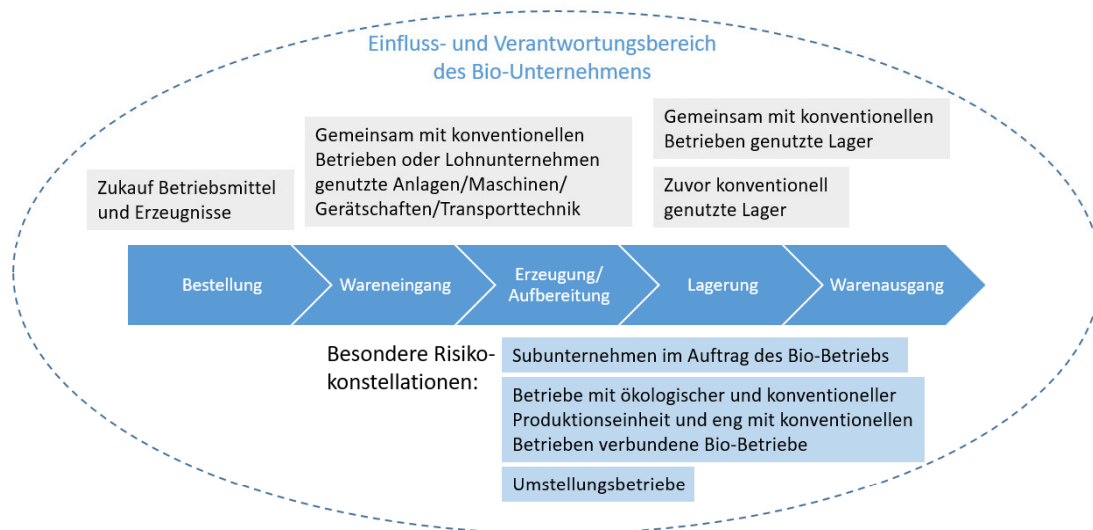 Einfluss- und Verantwortungsbereich
des Bio-Unternehmens
Zukauf Betriebsmittel
und Erzeugnisse
Gemeinsam mit konventionellen
Betrieben oder Lohnunternehmen
genutzte Anlagen/Maschinen/
Gerätschaften/Transporttechnik
Gemeinsam mit konventionellen
Betrieben genutzte Lager
Zuvor konventionell
genutzte Lager
Bestellung
Wareneingang
Erzeugung/
Aufbereitung
Lagerung
Warenausgang
Besondere Risiko-
konstellationen:
Subunternehmen im Auftrag des Bio-Betriebs
Betriebe mit ökologischer und konventioneller
Produktionseinheit und eng mit konventionellen
Betrieben verbundene Bio-Betriebe
Umstellungsbetriebe